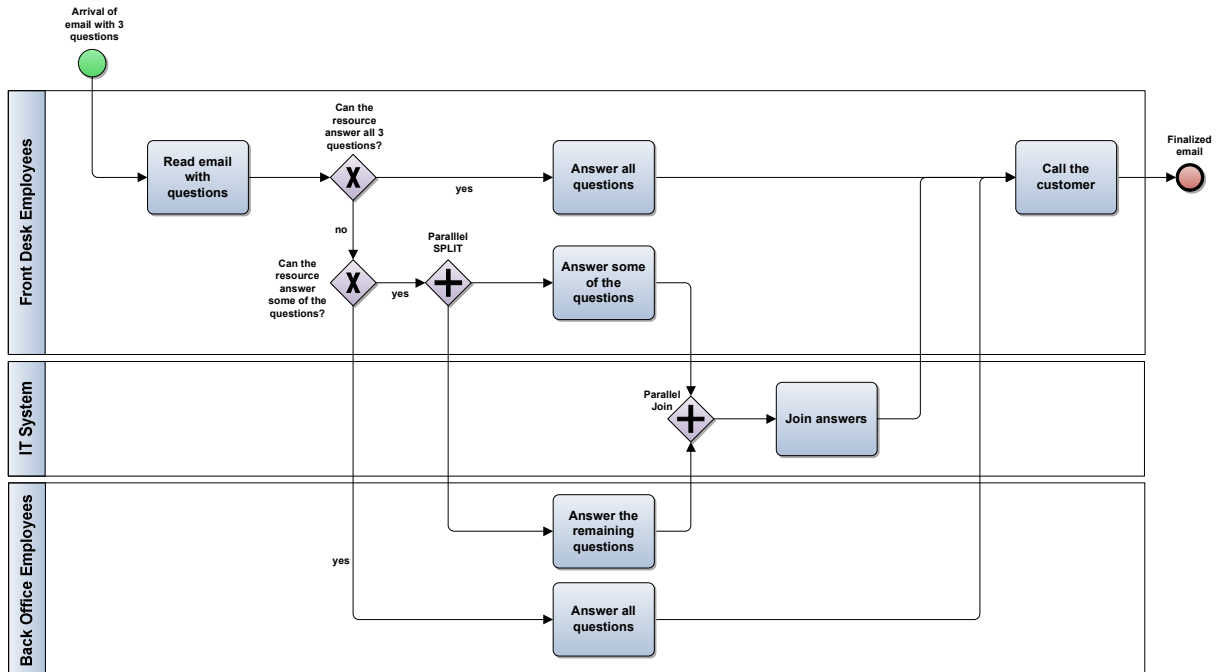 Arrival of
email with 3
questions
Front Desk Employees
Read email
with
questions
Can the
resource
answer all 3
questions?
X
yes
Answer all
questions
Call the
customer
Finalized
email
no
Can the
resource
answer
some of the
questions?
X
yes
Paralllel
SPLIT
Answer some
of the
questions
IT System
Parallel
Join
Join answers
Back Office Employees
Answer the
remaining
questions
yes
Answer all
questions